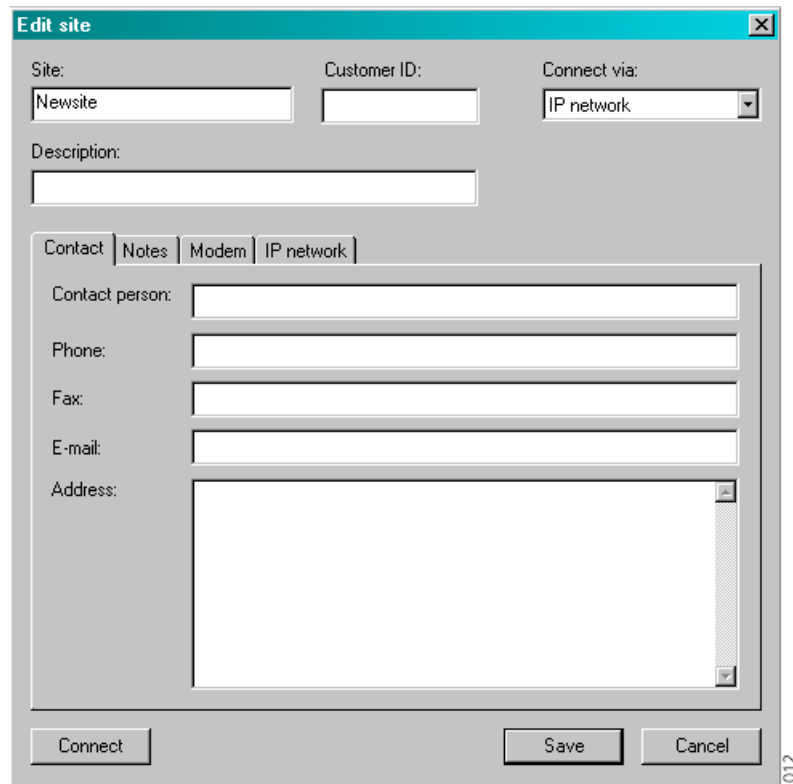 Edit site
Site:
Customer ID:
Connect via:
Newsite
IP network
Description:
Contact
Notes
Modem
IP network
Contact person:
Phone:
Fax:
E-mail:
Address:
Connect
Save
Cancel
012